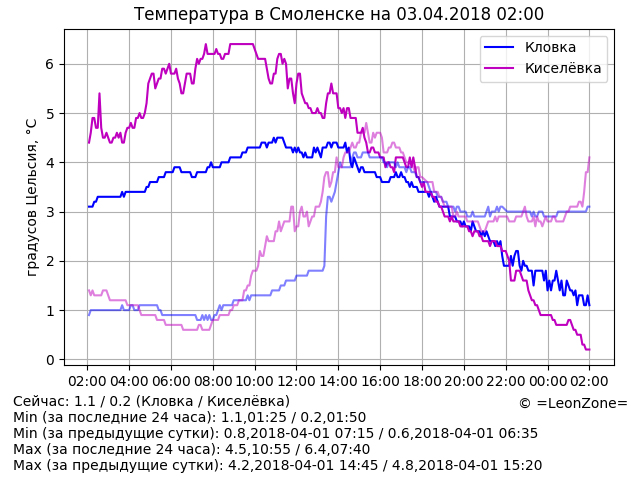 Температура в Смоленске на 03.04.2018 02:00
Кловка
Киселёвка
градусов Цельсия, °C
6
5
4
3
2
1
0
02:00 04:00 06:00 08:00 10:00 12:00 14:00 16:00 18:00 20:00 22:00 00:00 02:00
Сейчас: 1.1 / 0.2 (Кловка / Киселёвка)
© =LeonZone=
Min (за последние 24 часа): 1.1,01:25 / 0.2,01:50
Min (за предыдущие сутки): 0.8,2018-04-01 07:15 / 0.6,2018-04-01 06:35
Max (за последние 24 часа): 4.5,10:55 / 6.4,07:40
Max (за предыдущие сутки): 4.2,2018-04-01 14:45 / 4.8,2018-04-01 15:20